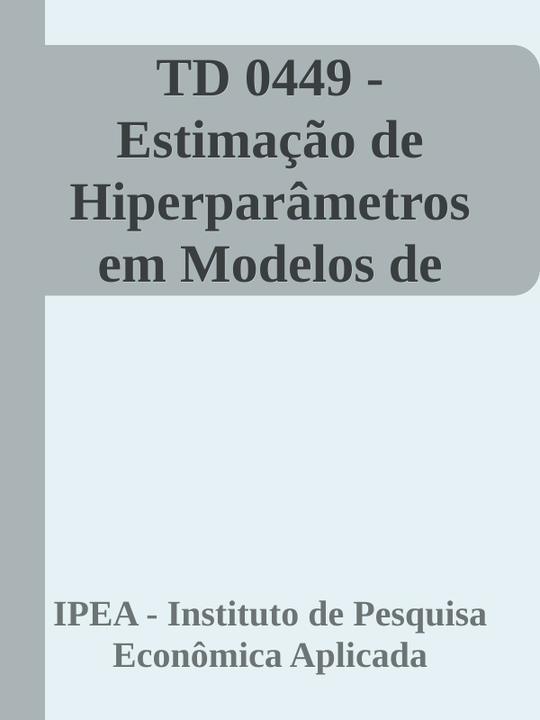 TD 0449 -
Estimação de
Hiperparâmetros
em Modelos de
IPEA - Instituto de Pesquisa
Econômica Aplicada